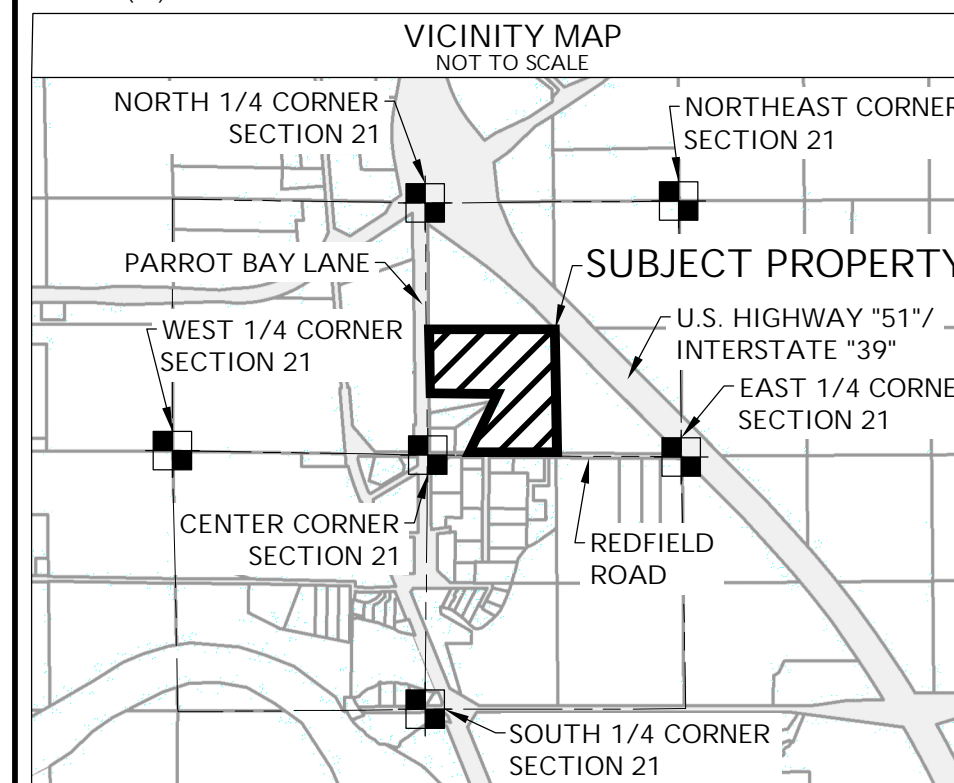 VICINITY MAP
NOT TO SCALE
NORTH 1/4 CORNER
SECTION 21
NORTHEAST CORNER
SECTION 21
PARROT BAY LANE
SUBJECT PROPERTY
U.S. HIGHWAY "51"/
INTERSTATE "39"
WEST 1/4 CORNER
SECTION 21
EAST 1/4 CORNE
SECTION 21
CENTER CORNER
SECTION 21
REDFIELD
ROAD
SOUTH 1/4 CORNER
SECTION 21